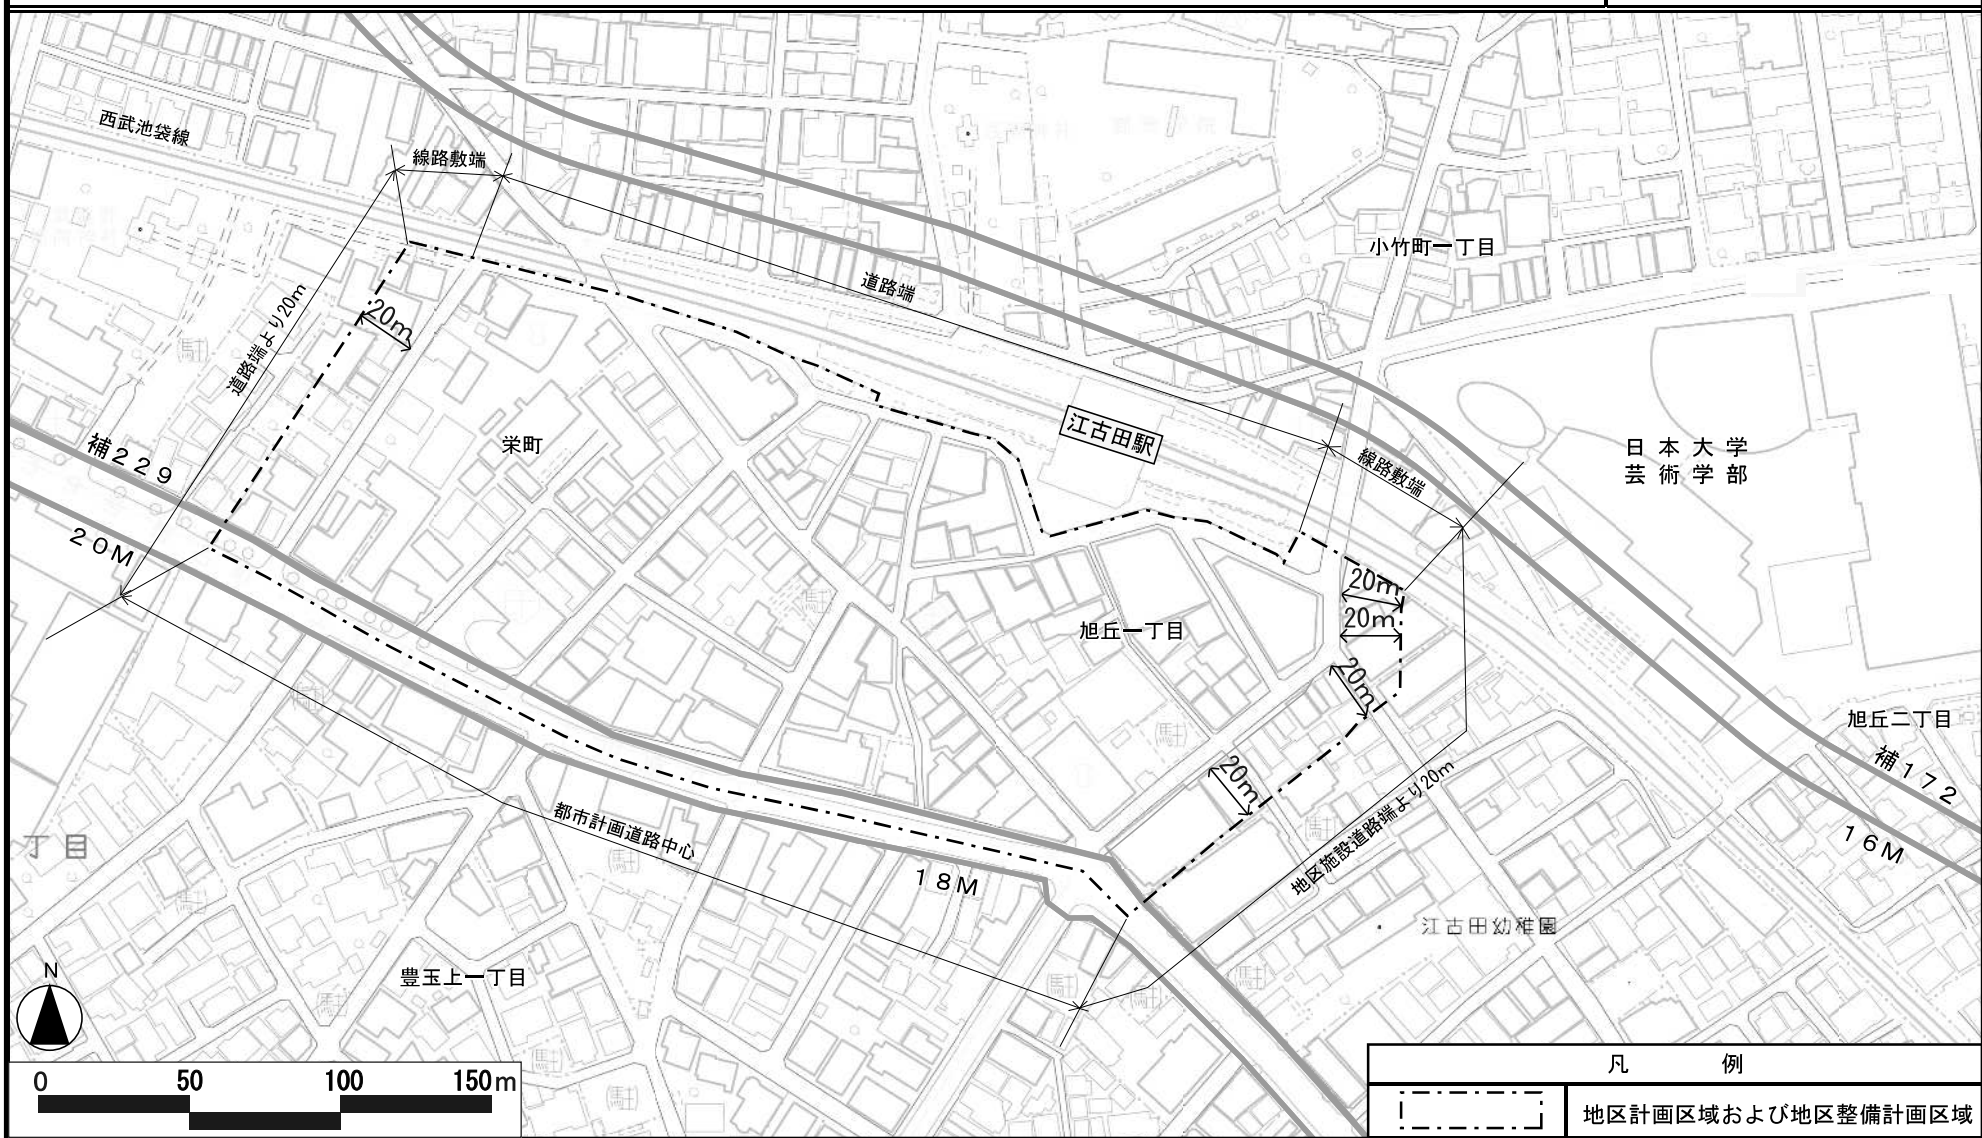 西武池袋線
線路敷端
小竹町一丁目
道路端
道路端より20m
20m
江古田駅
補２２９
栄町
線路敷端
日本大学
芸術学部
２０Ｍ
20m
20m
旭丘一丁目
20m
旭丘二丁目
補１７２
20m
地区施設道路端より20m
都市計画道路中心
１６Ｍ
丁目
１８Ｍ
江古田幼稚園
豊玉上一丁目
N
0 50 100 150m
凡 例
地区計画区域および地区整備計画区域